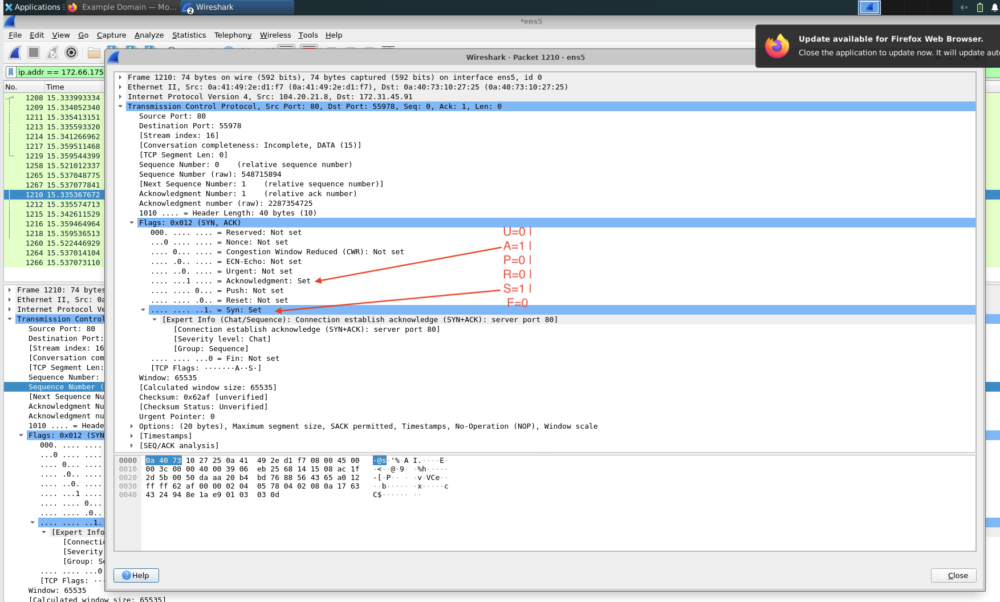 Applications
Example Domain — Mo...
2 Wireshark
*ens5
File Edit View Go Capture Analyze Statistics Telephony Wireless Tools Help
Update available for Firefox Web Browser.
Close the application to update now. It will update aut
ip.addr == 172.66.175
No. Time
1208 15.333993334
1209 15.334052340
1211 15.335413151
1213 15.335593320
1214 15.341266962
1217 15.359511468
1219 15.359544399
1258 15.521012337
1265 15.537048775
1267 15.537077841
1210 15.335367672
1212 15.335574713
1215 15.342611529
1216 15.359464964
1218 15.359536513
1260 15.522446929
1264 15.537014104
1266 15.537073110
Frame 1210: 74 bytes
Ethernet II, Src: 0a
Internet Protocol Ve
Transmission Control
Source Port: 80
Destination Port:
[Stream index: 16
[Conversation com
[TCP Segment Len:
Sequence Number:
Sequence Number (
[Next Sequence Nu
Acknowledgment Nu
Acknowledgment nu
1010 .... = Heade
Flags: 0x012 (SYN
000. .... ....
...0 .... ....
.... 0... ....
.... .0.. ....
.... ..0. ....
.... ...1 ....
.... .... 0...
.... .... .0..
.... .... ..1.
[Expert Info
[Connectio
[Severity
[Group: Se
.... .... ...0
[TCP Flags: ··
Window: 65535
[Calculated window size: 65535]
Wireshark · Packet 1210 · ens5
Frame 1210: 74 bytes on wire (592 bits), 74 bytes captured (592 bits) on interface ens5, id 0
Ethernet II, Src: 0a:41:49:2e:d1:f7 (0a:41:49:2e:d1:f7), Dst: 0a:40:73:10:27:25 (0a:40:73:10:27:25)
Internet Protocol Version 4, Src: 104.20.21.8, Dst: 172.31.45.91
Transmission Control Protocol, Src Port: 80, Dst Port: 55978, Seq: 0, Ack: 1, Len: 0
Source Port: 80
Destination Port: 55978
[Stream index: 16]
[Conversation completeness: Incomplete, DATA (15)]
[TCP Segment Len: 0]
Sequence Number: 0 (relative sequence number)
Sequence Number (raw): 548715894
[Next Sequence Number: 1 (relative sequence number)]
Acknowledgment Number: 1 (relative ack number)
Acknowledgment number (raw): 2287354725
1010 .... = Header Length: 40 bytes (10)
Flags: 0x012 (SYN, ACK)
000. .... .... = Reserved: Not set
...0 .... .... = Nonce: Not set
.... 0... .... = Congestion Window Reduced (CWR): Not set
.... .0.. .... = ECN-Echo: Not set
.... ..0. .... = Urgent: Not set
.... ...1 .... = Acknowledgment: Set
.... .... 0... = Push: Not set
.... .... .0.. = Reset: Not set
.... .... ..1. = Syn: Set
[Expert Info (Chat/Sequence): Connection establish acknowledge (SYN+ACK): server port 80]
[Connection establish acknowledge (SYN+ACK): server port 80]
[Severity level: Chat]
[Group: Sequence]
.... .... ...0 = Fin: Not set
[TCP Flags: ·······A··S·]
Window: 65535
[Calculated window size: 65535]
Checksum: 0x62af [unverified]
[Checksum Status: Unverified]
Urgent Pointer: 0
Options: (20 bytes), Maximum segment size, SACK permitted, Timestamps, No-Operation (NOP), Window scale
[Timestamps]
[SEQ/ACK analysis]
U=0 |
A=1 |
P=0 |
R=0 |
S=1 |
F=0
0000 0a 40 73 10 27 25 0a 41 49 2e d1 f7 08 00 45 00 ·@s·'%·A I.····E·
0010 00 3c 00 00 40 00 39 06 eb 25 68 14 15 08 ac 1f ·<··@·9· ·%h·····
0020 2d 5b 00 50 da aa 20 b4 bd 76 88 56 43 65 a0 12 -[·P·· · ·v·VCe··
0030 ff ff 62 af 00 00 02 04 05 78 04 02 08 0a 17 63 ··b····· ·x·····c
0040 43 24 94 8e 1a e9 01 03 03 0d C$······ ··
Help
Close